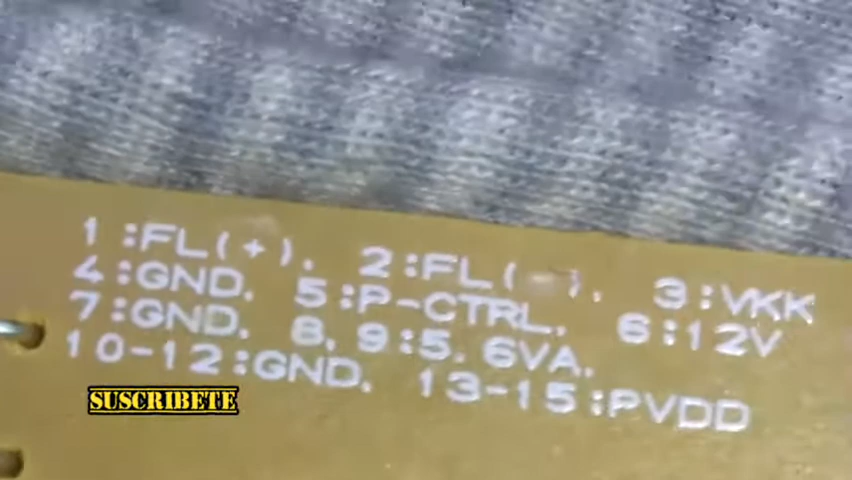 1 :FL(+). 2:FL( - ). 3:VKK
4:GND. 5:P-CTRL. 6:12V
7:GND. 8. 9:5. 6VA.
10-12:GND. 13-15:PVDD
SUSCRIBETE